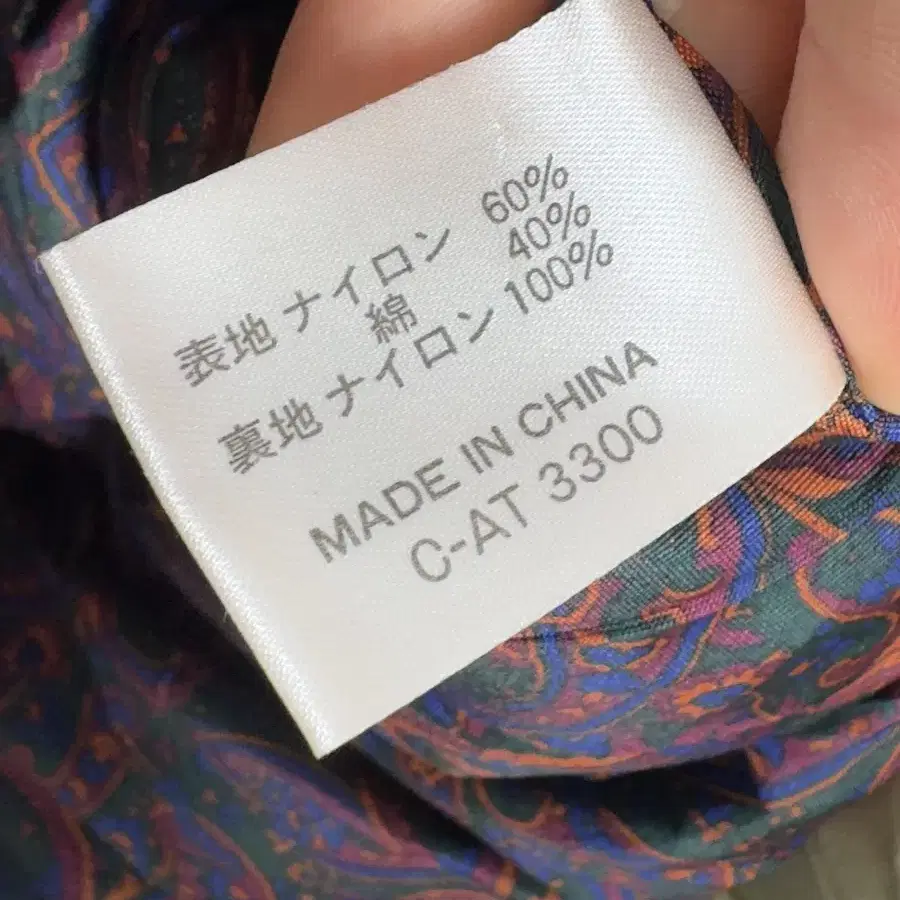 表地 ナイロン 60%
綿 40%
裏地 ナイロン 100%
MADE IN CHINA
C-AT 3300